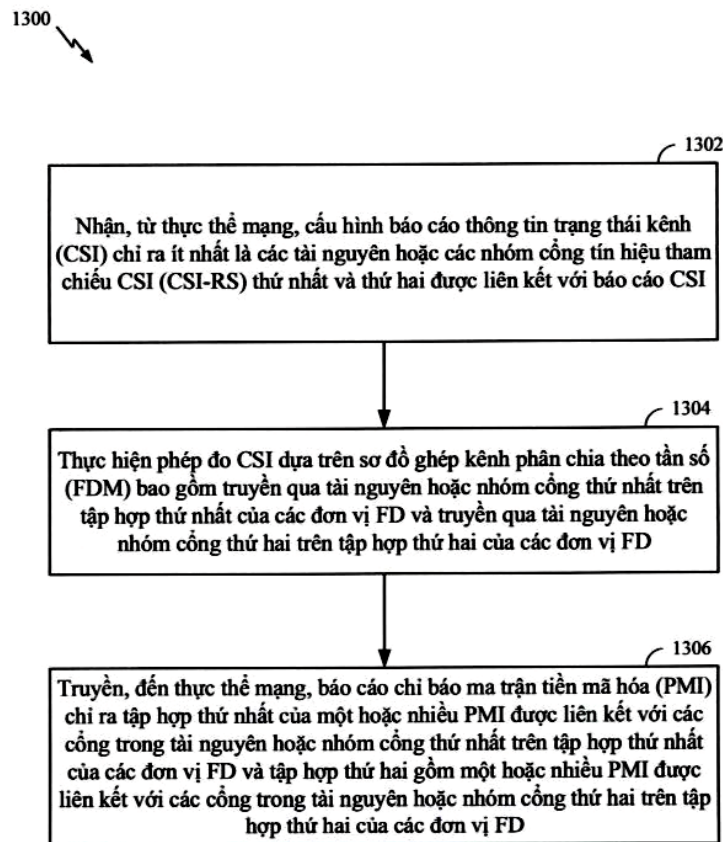 1300
1302
Nhận, từ thực thể mạng, cấu hình báo cáo thông tin trạng thái kênh
(CSI) chỉ ra ít nhất là các tài nguyên hoặc các nhóm cổng tín hiệu tham
chiếu CSI (CSI-RS) thứ nhất và thứ hai được liên kết với báo cáo CSI
1304
Thực hiện phép đo CSI dựa trên sơ đồ ghép kênh phân chia theo tần số
(FDM) bao gồm truyền qua tài nguyên hoặc nhóm cổng thứ nhất trên
tập hợp thứ nhất của các đơn vị FD và truyền qua tài nguyên hoặc
nhóm cổng thứ hai trên tập hợp thứ hai của các đơn vị FD
1306
Truyền, đến thực thể mạng, báo cáo chỉ báo ma trận tiền mã hóa (PMI)
chỉ ra tập hợp thứ nhất của một hoặc nhiều PMI được liên kết với các
cổng trong tài nguyên hoặc nhóm cổng thứ nhất trên tập hợp thứ nhất
của các đơn vị FD và tập hợp thứ hai gồm một hoặc nhiều PMI được
liên kết với các cổng trong tài nguyên hoặc nhóm cổng thứ hai trên tập
hợp thứ hai của các đơn vị FD